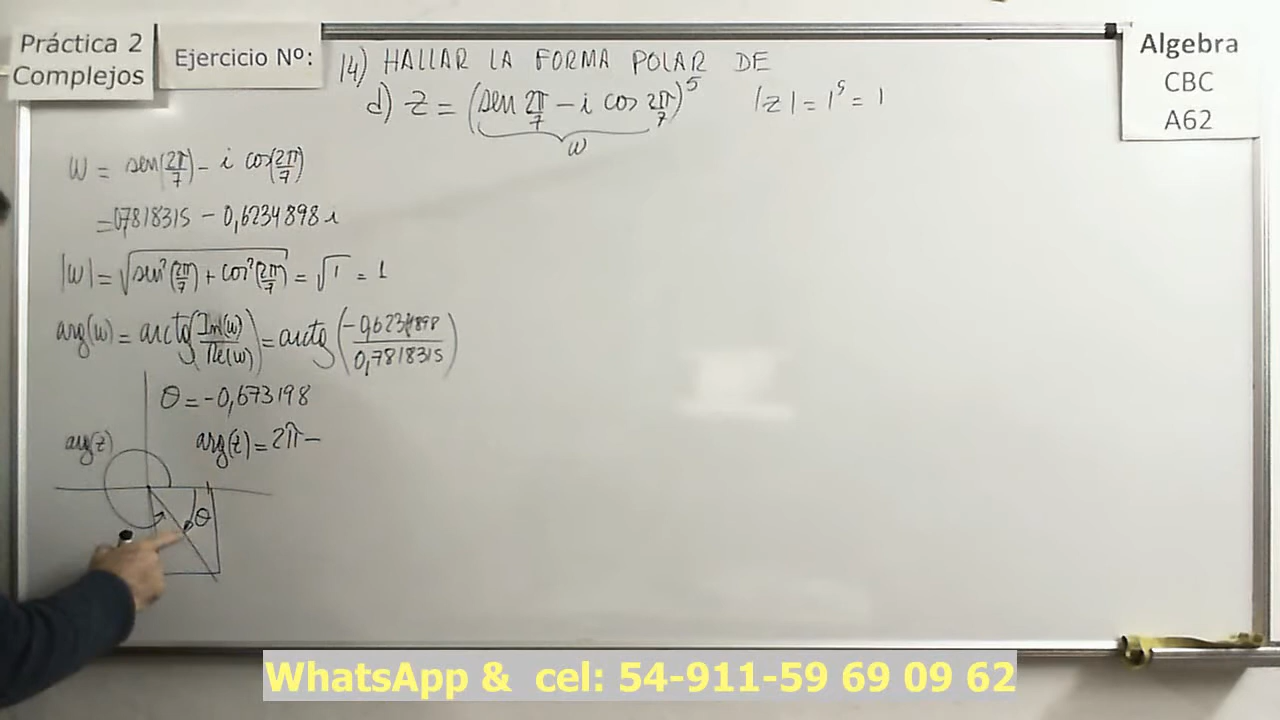 Práctica 2
Complejos
Ejercicio Nº:
14) HALLAR LA FORMA POLAR DE
d) z = (sen 2π/7 − i cos 2π/7)^5 |z| = 1^5 = 1
w
Algebra
CBC
A62
w = sen(2π/7) − i cos(2π/7)
= 07818315 − 0,6234898 i
|w| = √(sen²(2π/7) + cos²(2π/7)) = √1 = 1
arg(w) = arctg(Im(w)/Re(w)) = arctg(−0,6234898/0,7818315)
θ = −0,673198
arg(z) arg(z) = 2π −
θ
WhatsApp & cel: 54-911-59 69 09 62